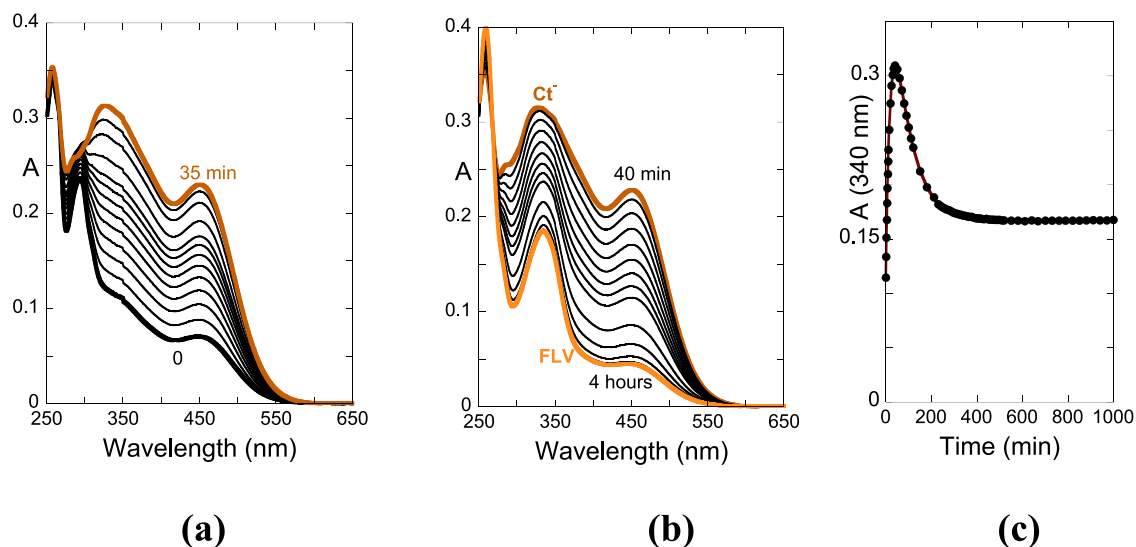 0.4
0.3
A
0.2
0.1
0
35 min
0
250 350 450 550 650
Wavelength (nm)
(a)
0.4
0.3
A
0.2
0.1
0
Ct-
40 min
FLV
4 hours
250 350 450 550 650
Wavelength (nm)
(b)
A (340 nm)
0.3
0.15
0
0 200 400 600 800 1000
Time (min)
(c)